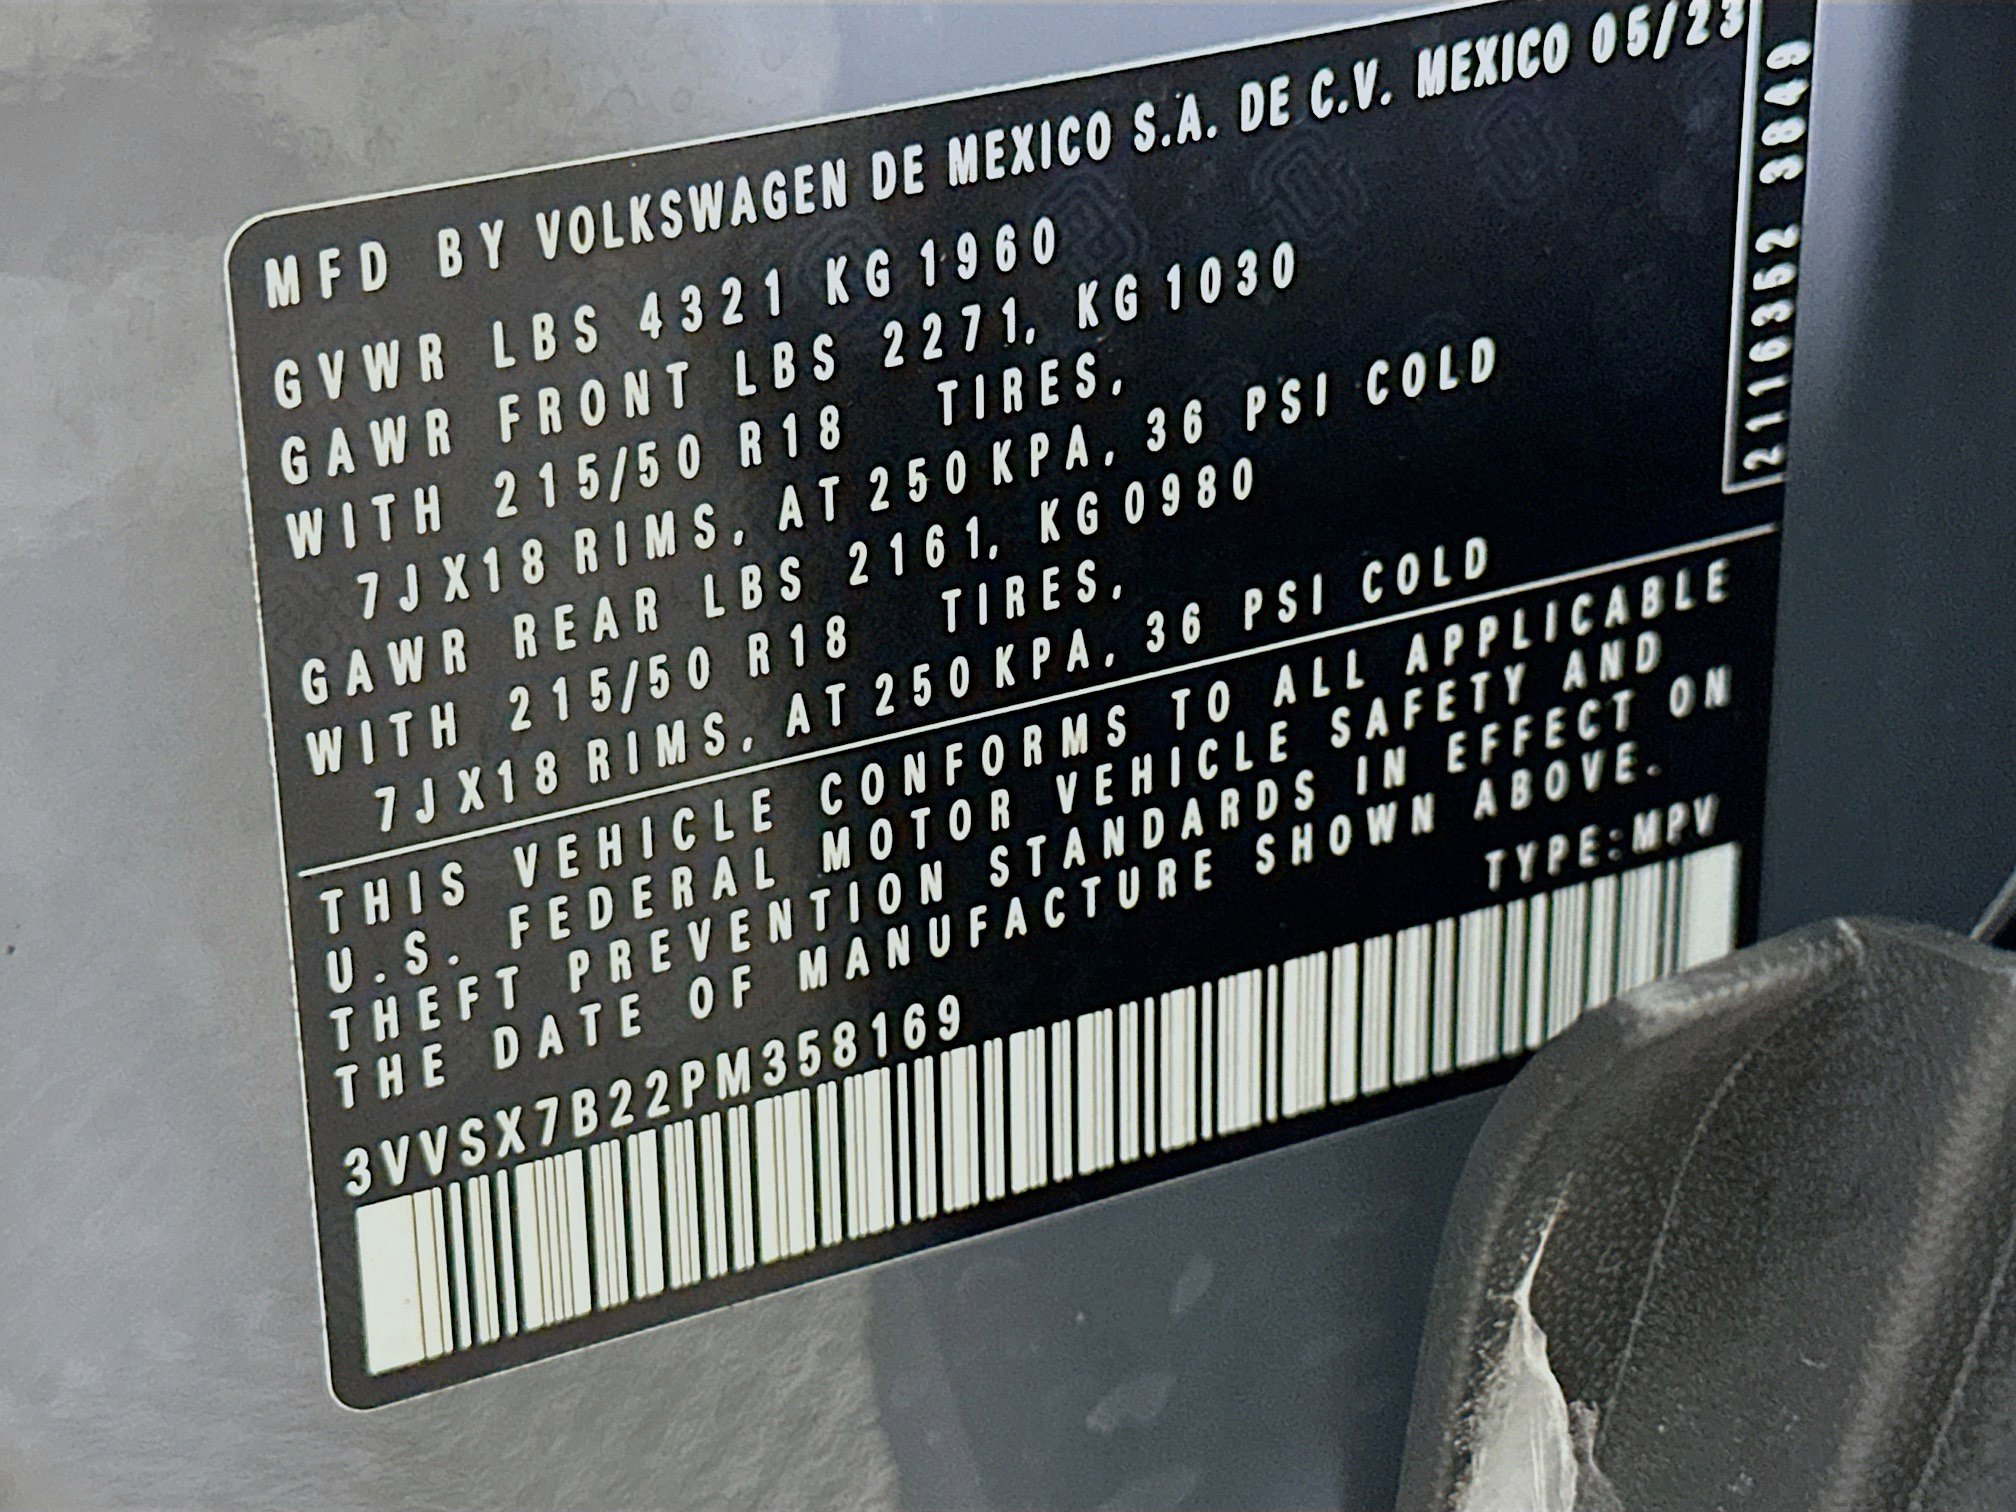 MFD BY VOLKSWAGEN DE MEXICO S.A. DE C.V. MEXICO 05/23
GVWR LBS 4321 KG 1960
GAWR FRONT LBS 2271, KG 1030
WITH 215/50 R18 TIRES,
7JX18 RIMS, AT 250 KPA, 36 PSI COLD
GAWR REAR LBS 2161, KG 0980
WITH 215/50 R18 TIRES,
7JX18 RIMS, AT 250 KPA, 36 PSI COLD
2116352 3849
THIS VEHICLE CONFORMS TO ALL APPLICABLE
U.S. FEDERAL MOTOR VEHICLE SAFETY AND
THEFT PREVENTION STANDARDS IN EFFECT ON
THE DATE OF MANUFACTURE SHOWN ABOVE.
3VVSX7B22PM358169 TYPE:MPV